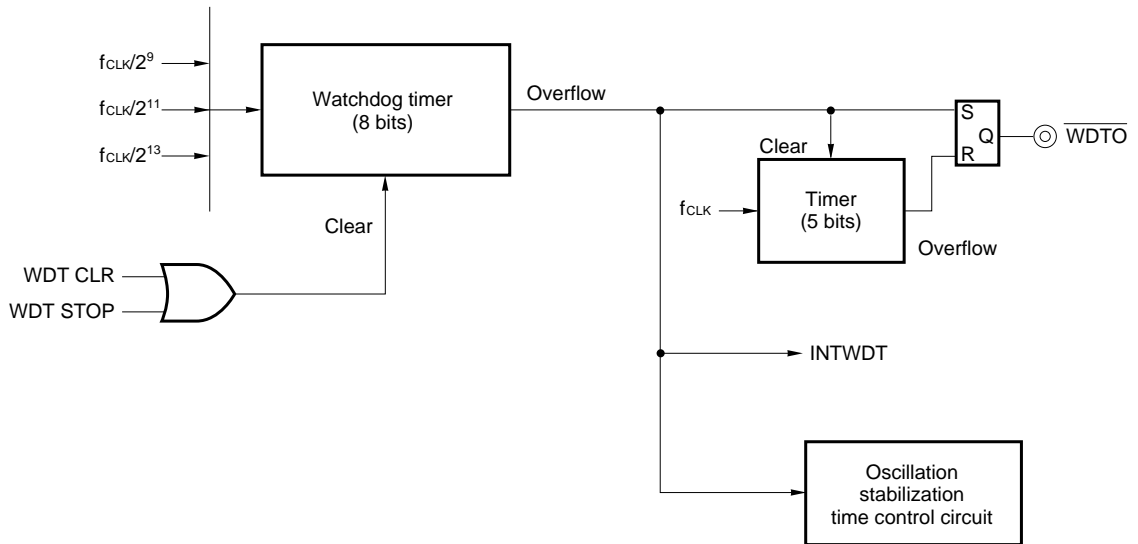 fCLK/2⁹
fCLK/2¹¹
fCLK/2¹³
Watchdog timer
(8 bits)
Overflow
Clear
WDT CLR
WDT STOP
Clear
fCLK
Timer
(5 bits)
Overflow
S
Q
R
WDTO
INTWDT
Oscillation
stabilization
time control circuit